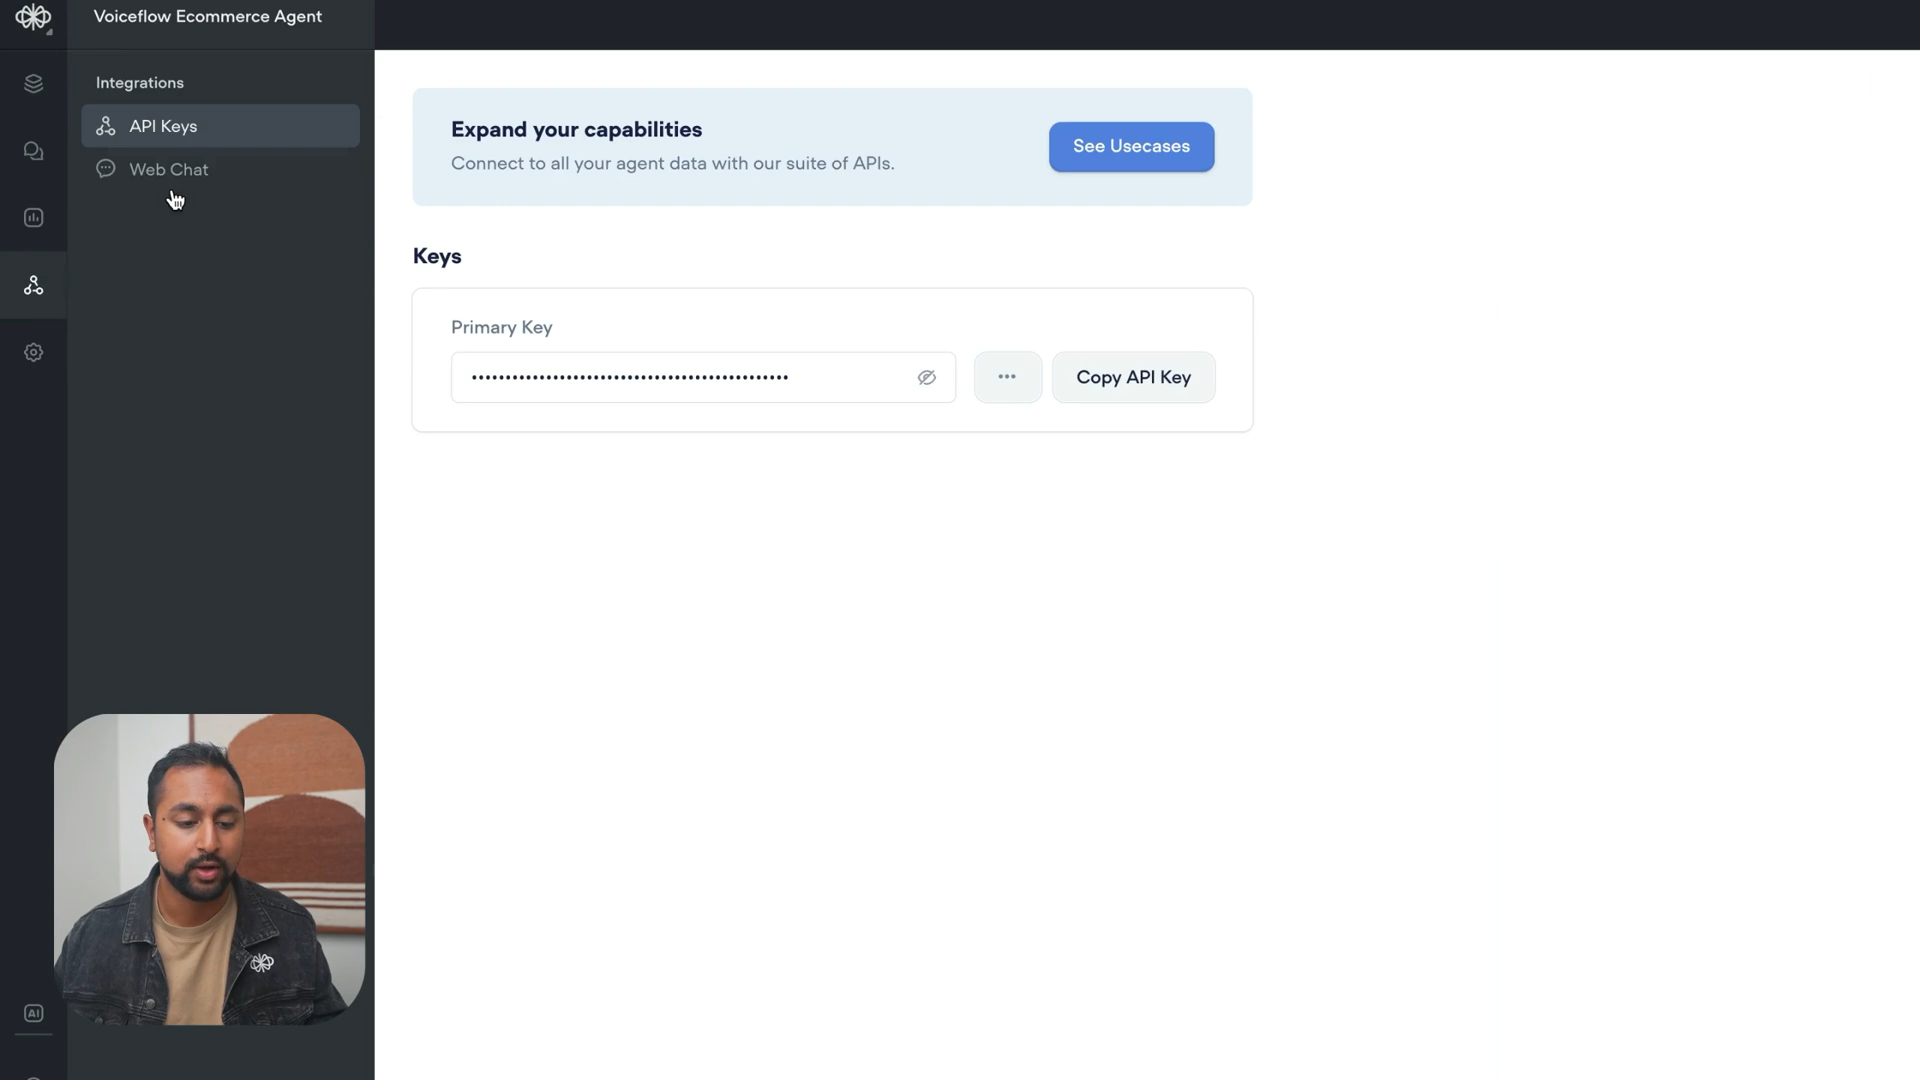 Voiceflow Ecommerce Agent
Integrations
API Keys
Web Chat
Expand your capabilities
Connect to all your agent data with our suite of APIs.
See Usecases
Keys
Primary Key
•••••••••••••••••••••••••••••••••••••••••••••••
Copy API Key
AI